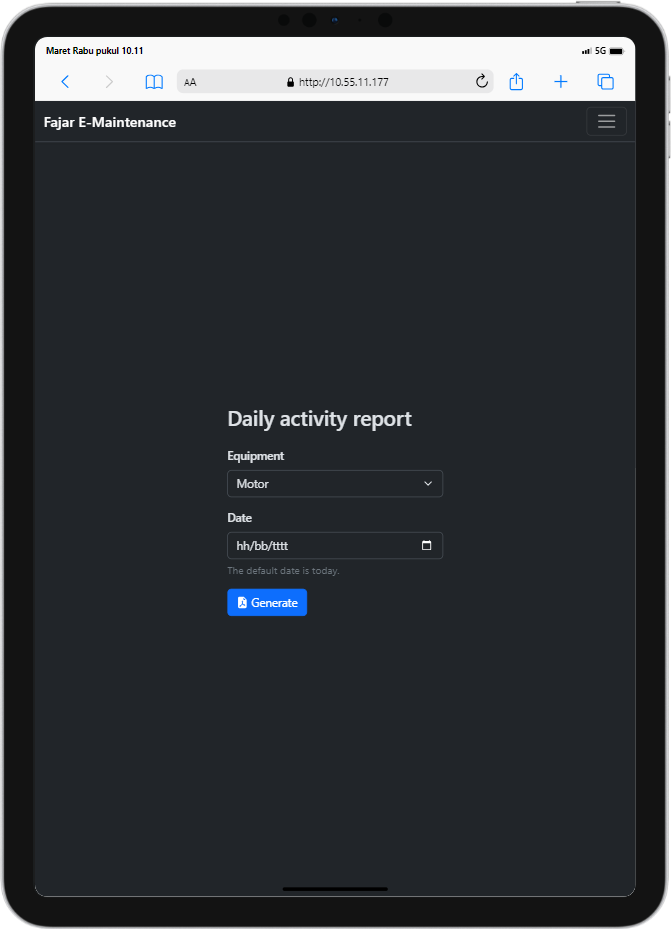 Maret Rabu pukul 10.11
5G
AA
http://10.55.11.177
Fajar E-Maintenance
Daily activity report
Equipment
Motor
Date
hh/bb/tttt
The default date is today.
Generate